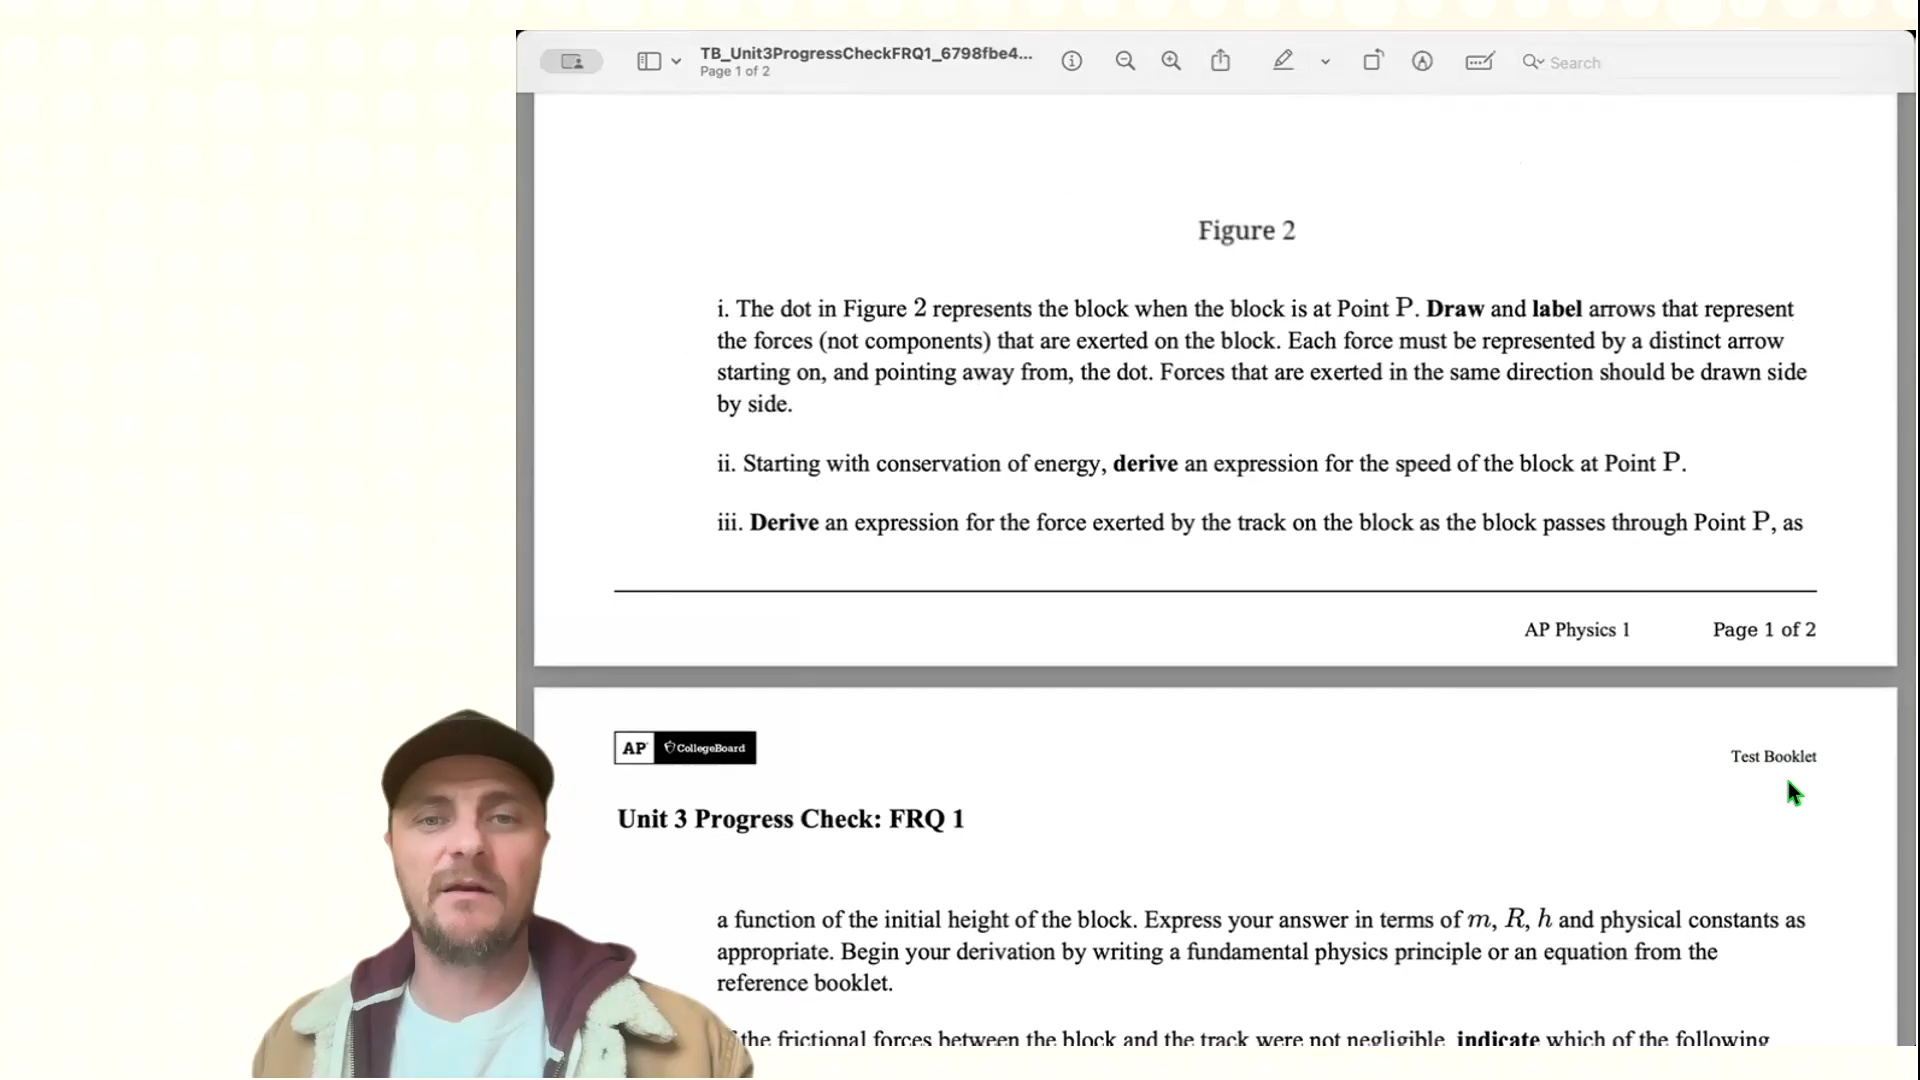 TB_Unit3ProgressCheckFRQ1_6798fbe4...
Page 1 of 2
Search
Figure 2
i. The dot in Figure 2 represents the block when the block is at Point P. Draw and label arrows that represent
the forces (not components) that are exerted on the block. Each force must be represented by a distinct arrow
starting on, and pointing away from, the dot. Forces that are exerted in the same direction should be drawn side
by side.
ii. Starting with conservation of energy, derive an expression for the speed of the block at Point P.
iii. Derive an expression for the force exerted by the track on the block as the block passes through Point P, as
AP Physics 1 Page 1 of 2
AP CollegeBoard
Test Booklet
Unit 3 Progress Check: FRQ 1
a function of the initial height of the block. Express your answer in terms of m, R, h and physical constants as
appropriate. Begin your derivation by writing a fundamental physics principle or an equation from the
reference booklet.
the frictional forces between the block and the track were not negligible, indicate which of the following